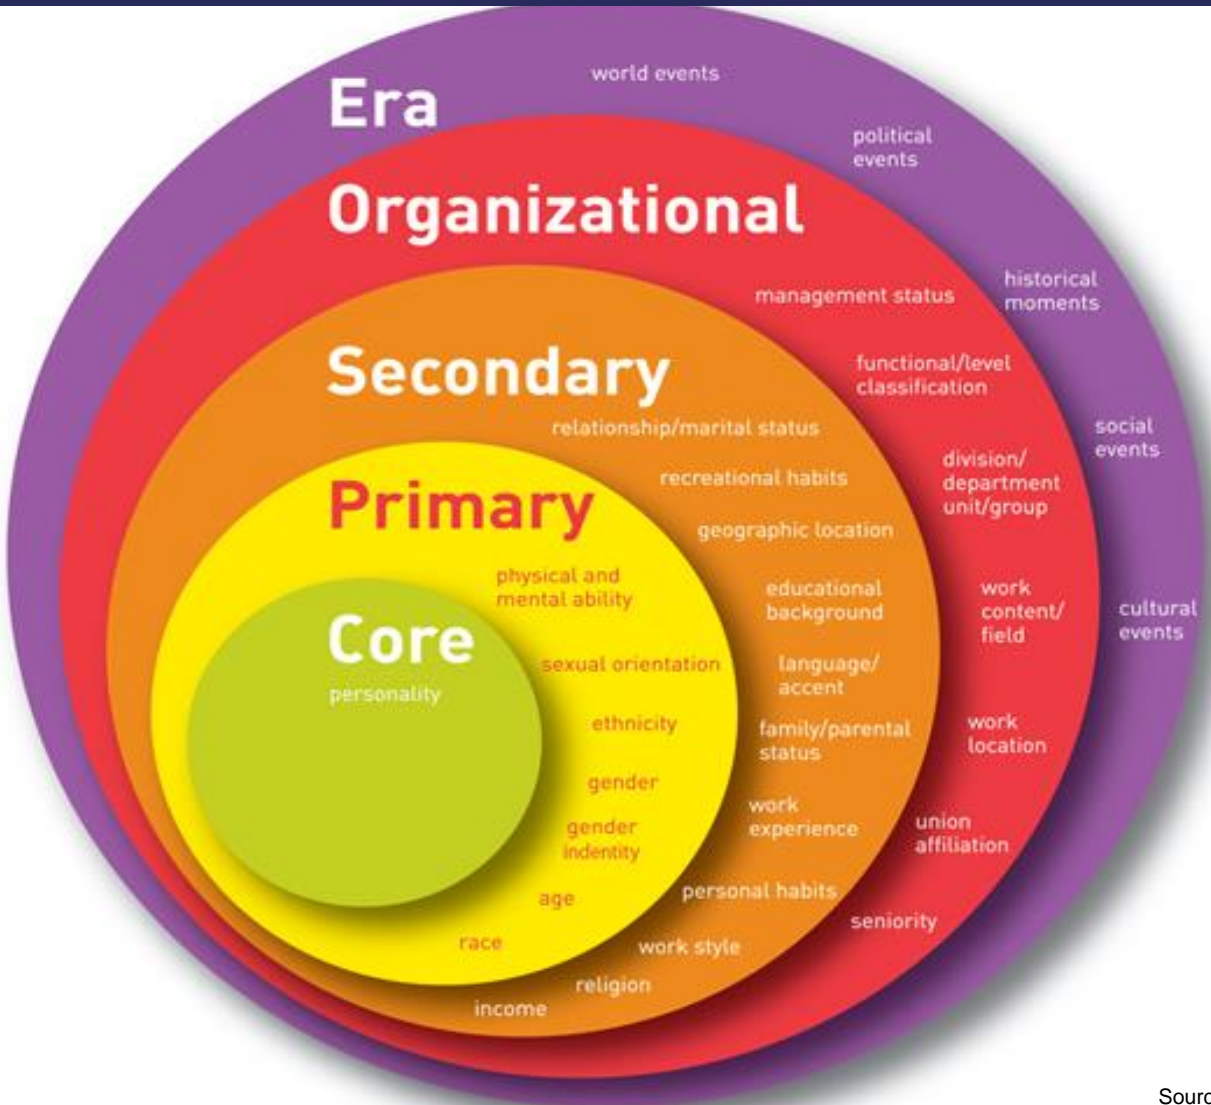 Era
world events
political
events
historical
moments
social
events
cultural
events
Organizational
management status
functional/level
classification
division/
department
unit/group
work
content/
field
work
location
union
affiliation
seniority
Secondary
relationship/marital status
recreational habits
geographic location
educational
background
language/
accent
family/parental
status
work
experience
personal habits
work style
religion
income
Primary
physical and
mental ability
sexual orientation
ethnicity
gender
gender
indentity
age
race
Core
personality
Sourc